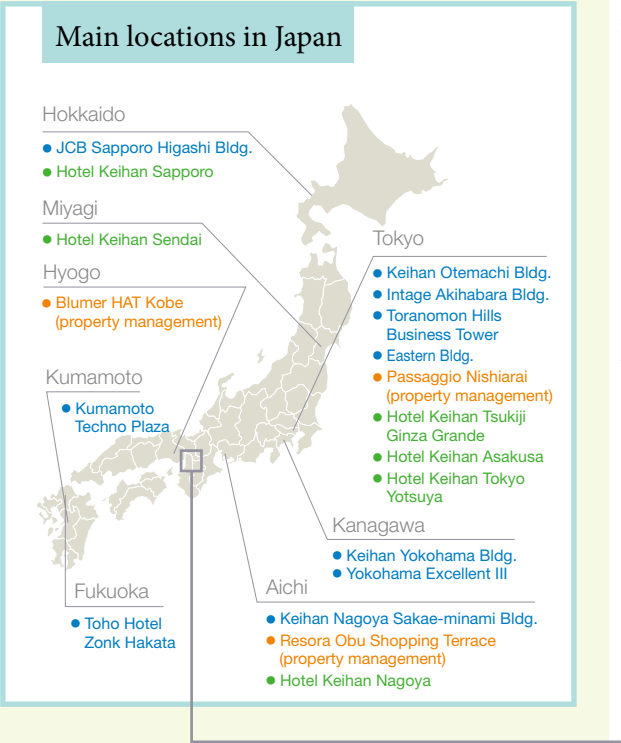 Main locations in Japan
Hokkaido
● JCB Sapporo Higashi Bldg.
● Hotel Keihan Sapporo
Miyagi
● Hotel Keihan Sendai
Hyogo
● Blumer HAT Kobe
(property management)
Kumamoto
● Kumamoto
Techno Plaza
Fukuoka
● Toho Hotel
Zonk Hakata
Tokyo
● Keihan Otemachi Bldg.
● Intage Akihabara Bldg.
● Toranomon Hills
Business Tower
● Eastern Bldg.
● Passaggio Nishiarai
(property management)
● Hotel Keihan Tsukiji
Ginza Grande
● Hotel Keihan Asakusa
● Hotel Keihan Tokyo
Yotsuya
Kanagawa
● Keihan Yokohama Bldg.
● Yokohama Excellent III
Aichi
● Keihan Nagoya Sakae-minami Bldg.
● Resora Obu Shopping Terrace
(property management)
● Hotel Keihan Nagoya